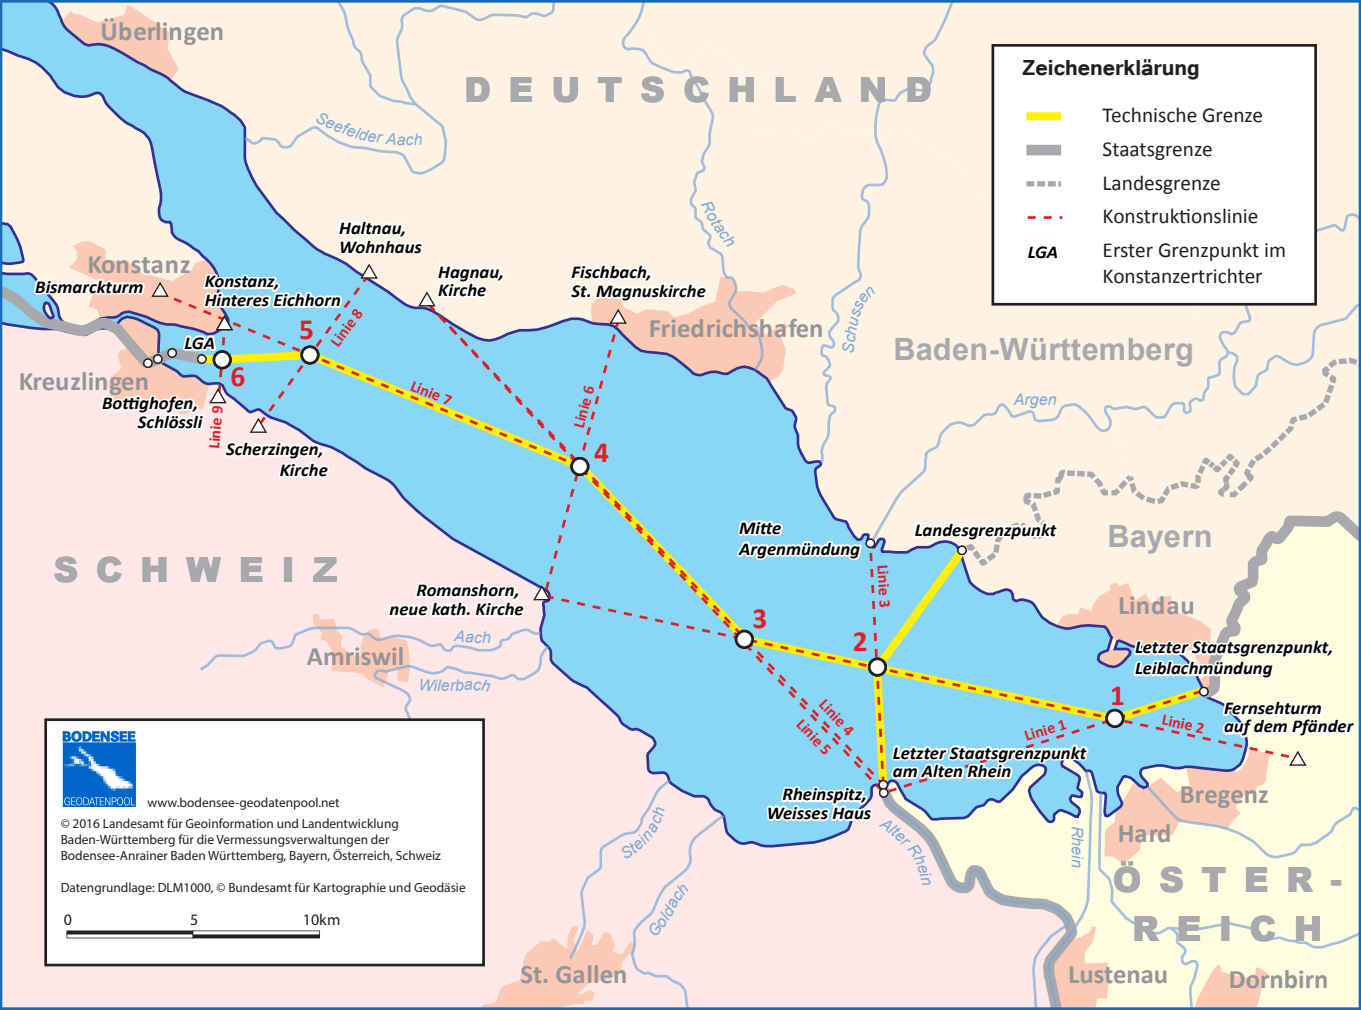 Überlingen
DEUTSCHLAND
Seefelder Aach
Rotach
Schussen
Argen
Zeichenerklärung
Technische Grenze
Staatsgrenze
Landesgrenze
Konstruktionslinie
LGA
Erster Grenzpunkt im
Konstanzertrichter
Haltnau,
Wohnhaus
Hagnau,
Kirche
Fischbach,
St. Magnuskirche
Friedrichshafen
Baden-Württemberg
Konstanz
Bismarckturm
Konstanz,
Hinteres Eichhorn
LGA
5
Linie 8
6
Kreuzlingen
Bottighofen,
Schlössli
Linie 9
Scherzingen,
Kirche
Linie 7
Linie 6
4
SCHWEIZ
Romanshorn,
neue kath. Kirche
Aach
Amriswil
Wilerbach
3
Mitte
Argenmündung
Landesgrenzpunkt
Linie 3
2
Bayern
Lindau
Letzter Staatsgrenzpunkt,
Leiblachmündung
1
Fernsehturm
auf dem Pfänder
Linie 1
Linie 2
Linie 4
Linie 5
Letzter Staatsgrenzpunkt
am Alten Rhein
Rheinspitz,
Weisses Haus
Alter Rhein
Rhein
Bregenz
Hard
ÖSTER-
REICH
Lustenau
Dornbirn
Steinach
Goldach
St. Gallen
BODENSEE
GEODATENPOOL
www.bodensee-geodatenpool.net
© 2016 Landesamt für Geoinformation und Landentwicklung
Baden-Württemberg für die Vermessungsverwaltungen der
Bodensee-Anrainer Baden Württemberg, Bayern, Österreich, Schweiz
Datengrundlage: DLM1000, © Bundesamt für Kartographie und Geodäsie
0 5 10km